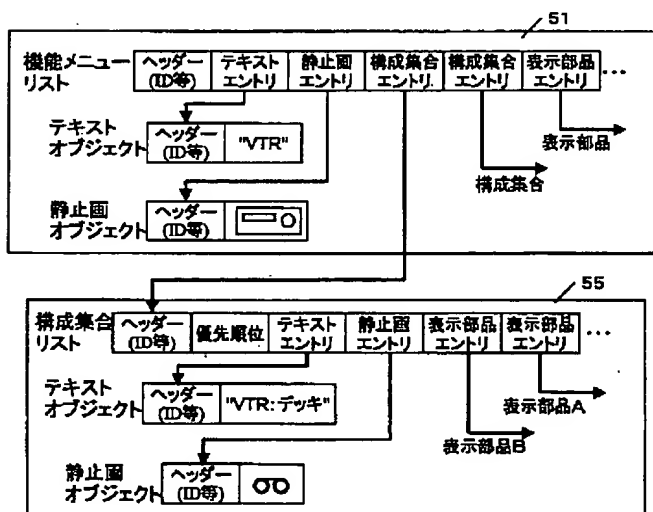 51
機能メニュー
リスト
ヘッダー
(ID等)
テキスト
エントリ
静止画
エントリ
構成集合
エントリ
構成集合
エントリ
表示部品
エントリ
...
テキスト
オブジェクト
ヘッダー
(ID等)
"VTR"
表示部品
構成集合
静止画
オブジェクト
ヘッダー
(ID等)
55
構成集合
リスト
ヘッダー
(ID等)
優先順位
テキスト
エントリ
静止画
エントリ
表示部品
エントリ
表示部品
エントリ
...
テキスト
オブジェクト
ヘッダー
(ID等)
"VTR:デッキ"
表示部品A
表示部品B
静止画
オブジェクト
ヘッダー
(ID等)